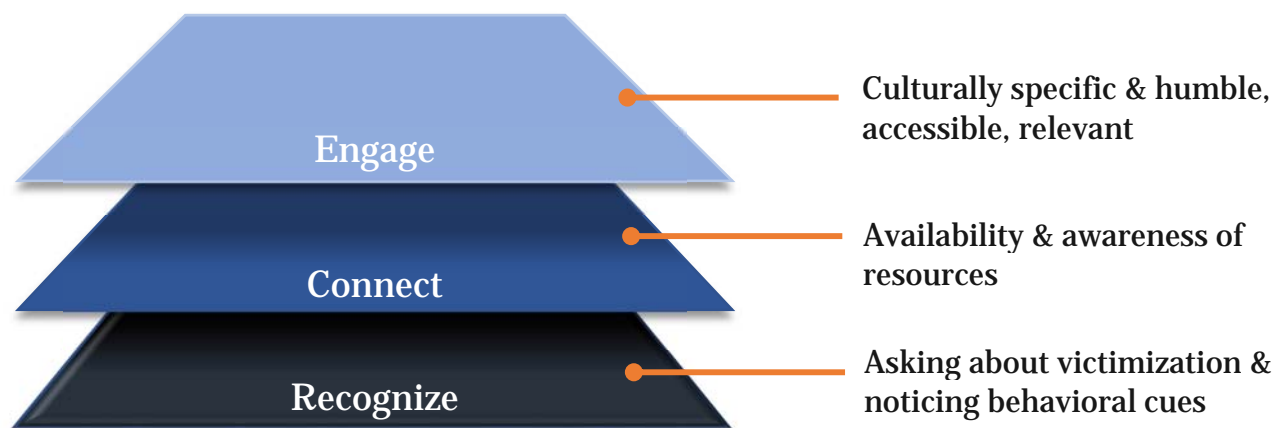 Engage
Culturally specific & humble,
accessible, relevant
Connect
Availability & awareness of
resources
Recognize
Asking about victimization &
noticing behavioral cues